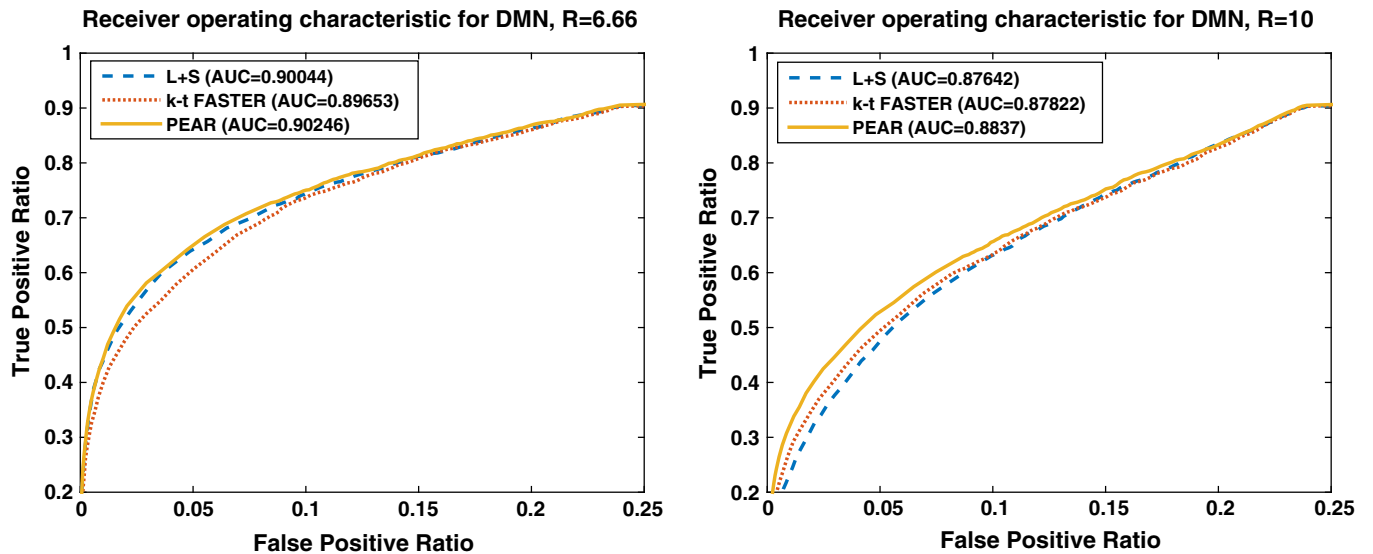 Receiver operating characteristic for DMN, R=6.66
1
0.9
0.8
0.7
0.6
0.5
0.4
0.3
0.2
True Positive Ratio
L+S (AUC=0.90044)
k-t FASTER (AUC=0.89653)
PEAR (AUC=0.90246)
0
0.05
0.1
0.15
0.2
0.25
False Positive Ratio
Receiver operating characteristic for DMN, R=10
1
0.9
0.8
0.7
0.6
0.5
0.4
0.3
0.2
True Positive Ratio
L+S (AUC=0.87642)
k-t FASTER (AUC=0.87822)
PEAR (AUC=0.8837)
0
0.05
0.1
0.15
0.2
0.25
False Positive Ratio